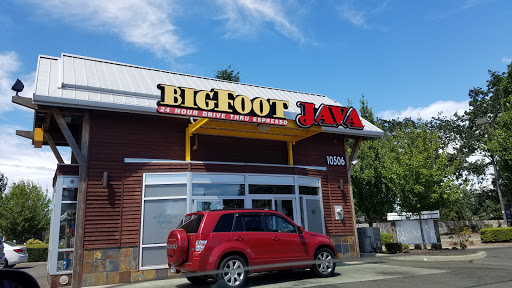 BIGFOOT JAVA
24 HOUR DRIVE THRU ESPRESSO
10506